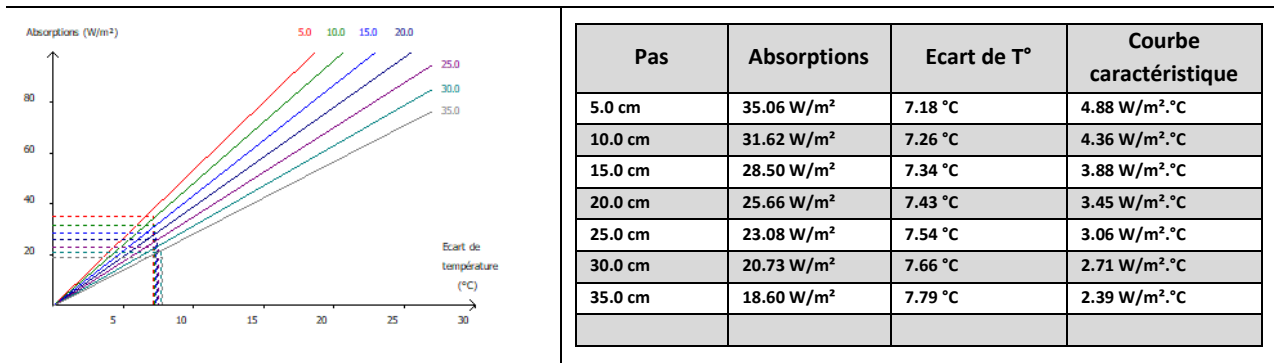 Absorptions (W/m²)
5.0 10.0 15.0 20.0
25.0
30.0
35.0
80
60
40
20
Ecart de
température
(°C)
5 10 15 20 25 30
Pas Absorptions Ecart de T° Courbe
caractéristique
5.0 cm 35.06 W/m² 7.18 °C 4.88 W/m².°C
10.0 cm 31.62 W/m² 7.26 °C 4.36 W/m².°C
15.0 cm 28.50 W/m² 7.34 °C 3.88 W/m².°C
20.0 cm 25.66 W/m² 7.43 °C 3.45 W/m².°C
25.0 cm 23.08 W/m² 7.54 °C 3.06 W/m².°C
30.0 cm 20.73 W/m² 7.66 °C 2.71 W/m².°C
35.0 cm 18.60 W/m² 7.79 °C 2.39 W/m².°C